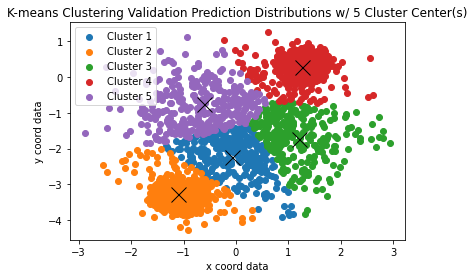 K-means Clustering Validation Prediction Distributions w/ 5 Cluster Center(s)
Cluster 1
Cluster 2
Cluster 3
Cluster 4
Cluster 5
y coord data
1
0
−1
−2
−3
−4
−3
−2
−1
0
1
2
3
x coord data